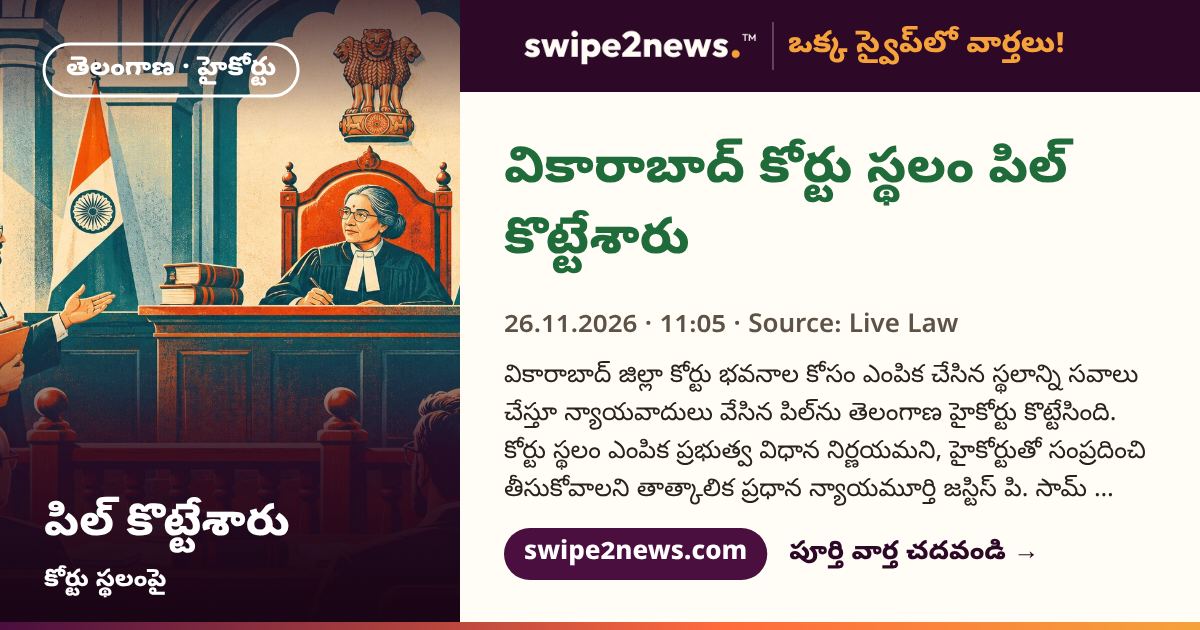 తెలంగాణ · హైకోర్టు
swipe2news.™ ఒక్క స్వైప్‌లో వార్తలు!
వికారాబాద్ కోర్టు స్థలం పిల్
కొట్టేశారు
26.11.2026 · 11:05 · Source: Live Law
వికారాబాద్ జిల్లా కోర్టు భవనాల కోసం ఎంపిక చేసిన స్థలాన్ని సవాలు
చేస్తూ న్యాయవాదులు వేసిన పిల్‌ను తెలంగాణ హైకోర్టు కొట్టేసింది.
కోర్టు స్థలం ఎంపిక ప్రభుత్వ విధాన నిర్ణయమని, హైకోర్టుతో సంప్రదించి
తీసుకోవాలని తాత్కాలిక ప్రధాన న్యాయమూర్తి జస్టిస్ పి. సామ్ ...
swipe2news.com పూర్తి వార్త చదవండి →
పిల్ కొట్టేశారు
కోర్టు స్థలంపై